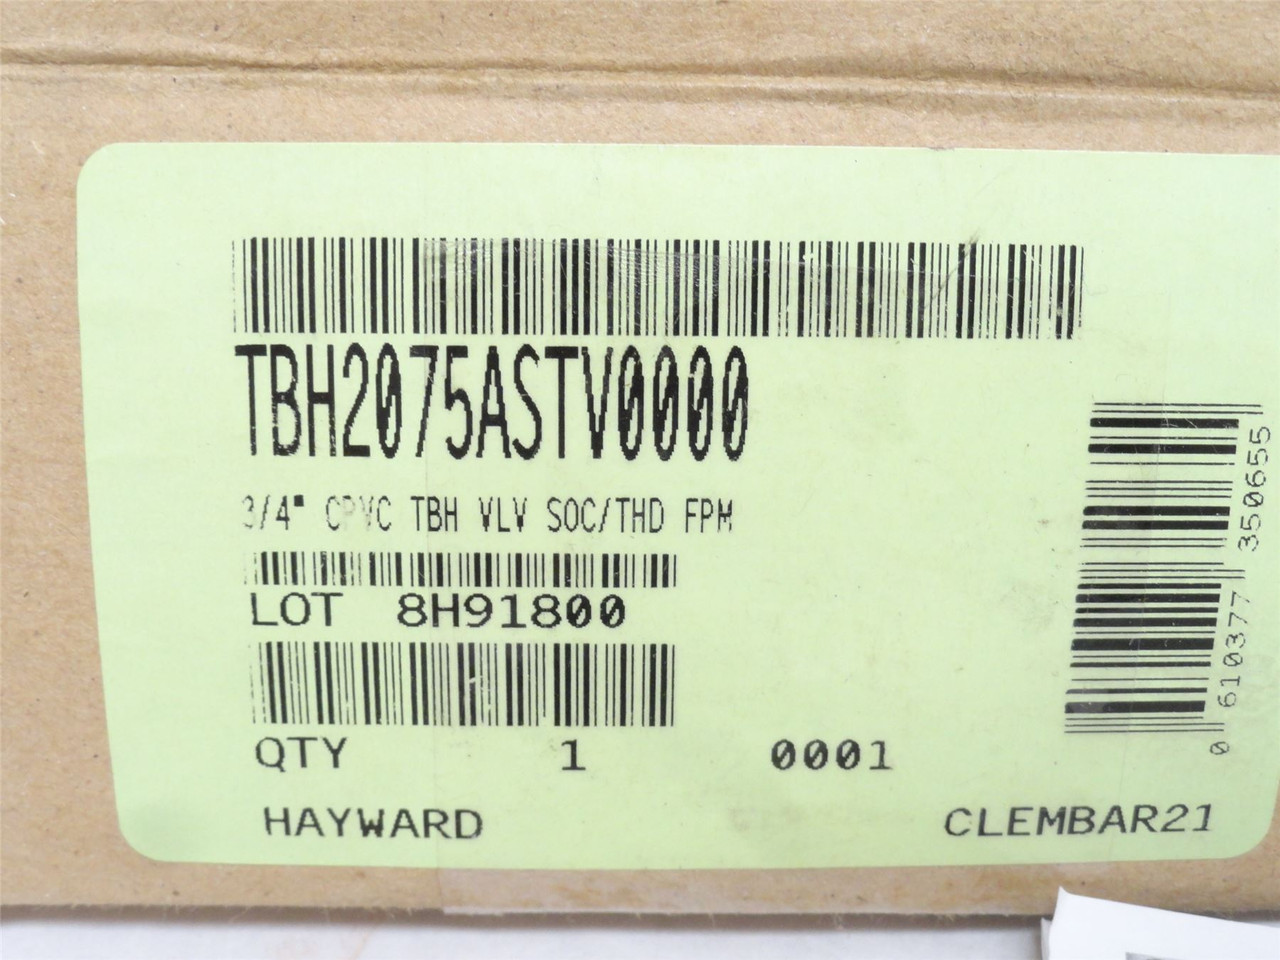 TBH2075ASTV0000
3/4" CPVC TBH VLV SOC/THD FPM
LOT 8H91800
QTY 1 0001
HAYWARD CLEMBAR21
0 610377 350655